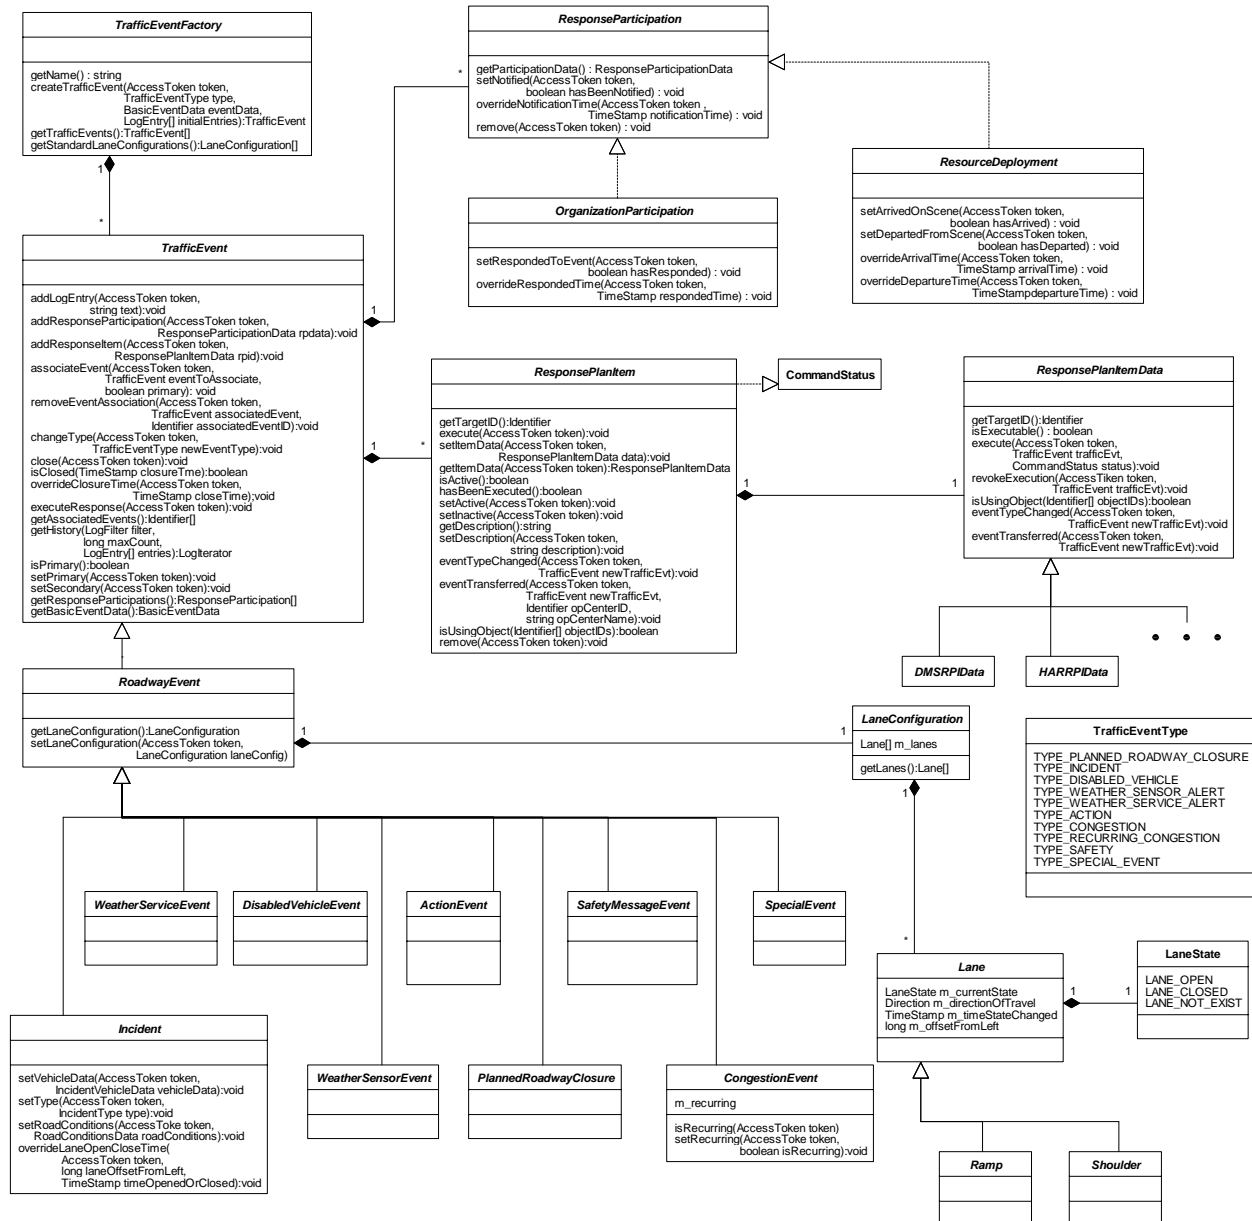 TrafficEventFactory
getName() : string
createTrafficEvent(AccessToken token,
TrafficEventType type,
BasicEventData eventData,
LogEntry[] initialEntries):TrafficEvent
getTrafficEvents():TrafficEvent[]
getStandardLaneConfigurations():LaneConfiguration[]
1
*
ResponseParticipation
getParticipationData() : ResponseParticipationData
setNotified(AccessToken token,
boolean hasBeenNotified) : void
overrideNotificationTime(AccessToken token ,
TimeStamp notificationTime) : void
remove(AccessToken token) : void
*
OrganizationParticipation
setRespondedToEvent(AccessToken token,
boolean hasResponded) : void
overrideRespondedTime(AccessToken token,
TimeStamp respondedTime) : void
ResourceDeployment
setArrivedOnScene(AccessToken token,
boolean hasArrived) : void
setDepartedFromScene(AccessToken token,
boolean hasDeparted) : void
overrideArrivalTime(AccessToken token,
TimeStamp arrivalTime) : void
overrideDepartureTime(AccessToken token,
TimeStampdepartureTime) : void
TrafficEvent
addLogEntry(AccessToken token,
string text):void
addResponseParticipation(AccessToken token,
ResponseParticipationData rpdata):void
addResponseItem(AccessToken token,
ResponsePlanItemData rpid):void
associateEvent(AccessToken token,
TrafficEvent eventToAssociate,
boolean primary): void
removeEventAssociation(AccessToken token,
TrafficEvent associatedEvent,
Identifier associatedEventID):void
changeType(AccessToken token,
TrafficEventType newEventType):void
close(AccessToken token):void
isClosed(TimeStamp closureTme):boolean
overrideClosureTime(AccessToken token,
TimeStamp closeTime);void
executeResponse(AccessToken token):void
getAssociatedEvents():Identifier[]
getHistory(LogFilter filter,
long maxCount,
LogEntry[] entries):LogIterator
isPrimary():boolean
setPrimary(AccessToken token):void
setSecondary(AccessToken token):void
getResponseParticipations():ResponseParticipation[]
getBasicEventData():BasicEventData
1
1
*
ResponsePlanItem
getTargetID():Identifier
execute(AccessToken token):void
setItemData(AccessToken token,
ResponsePlanItemData data):void
getItemData(AccessToken token):ResponsePlanItemData
isActive():boolean
hasBeenExecuted():boolean
setActive(AccessToken token):void
setInactive(AccessToken token):void
getDescription():string
setDescription(AccessToken token,
string description):void
eventTypeChanged(AccessToken token,
TrafficEvent newTrafficEvt):void
eventTransferred(AccessToken token,
TrafficEvent newTrafficEvt,
Identifier opCenterID,
string opCenterName):void
isUsingObject(Identifier[] objectIDs):boolean
remove(AccessToken token):void
CommandStatus
1
1
ResponsePlanItemData
getTargetID():Identifier
isExecutable() : boolean
execute(AccessToken token,
TrafficEvent trafficEvt,
CommandStatus status):void
revokeExecution(AccessTiken token,
TrafficEvent trafficEvt):void
isUsingObject(Identifier[] objectIDs):boolean
eventTypeChanged(AccessToken token,
TrafficEvent newTrafficEvt):void
eventTransferred(AccessToken token,
TrafficEvent newTrafficEvt):void
DMSRPIData
HARRPIData
RoadwayEvent
getLaneConfiguration():LaneConfiguration
setLaneConfiguration(AccessToken token,
LaneConfiguration laneConfig)
1
1
LaneConfiguration
Lane[] m_lanes
getLanes():Lane[]
1
*
TrafficEventType
TYPE_PLANNED_ROADWAY_CLOSURE
TYPE_INCIDENT
TYPE_DISABLED_VEHICLE
TYPE_WEATHER_SENSOR_ALERT
TYPE_WEATHER_SERVICE_ALERT
TYPE_ACTION
TYPE_CONGESTION
TYPE_RECURRING_CONGESTION
TYPE_SAFETY
TYPE_SPECIAL_EVENT
WeatherServiceEvent
DisabledVehicleEvent
ActionEvent
SafetyMessageEvent
SpecialEvent
Lane
LaneState m_currentState
Direction m_directionOfTravel
TimeStamp m_timeStateChanged
long m_offsetFromLeft
1
1
LaneState
LANE_OPEN
LANE_CLOSED
LANE_NOT_EXIST
Incident
setVehicleData(AccessToken token,
IncidentVehicleData vehicleData):void
setType(AccessToken token,
IncidentType type):void
setRoadConditions(AccessToke token,
RoadConditionsData roadConditions):void
overrideLaneOpenCloseTime(
AccessToken token,
long laneOffsetFromLeft,
TimeStamp timeOpenedOrClosed):void
WeatherSensorEvent
PlannedRoadwayClosure
CongestionEvent
m_recurring
isRecurring(AccessToken token)
setRecurring(AccessToke token,
boolean isRecurring):void
Ramp
Shoulder